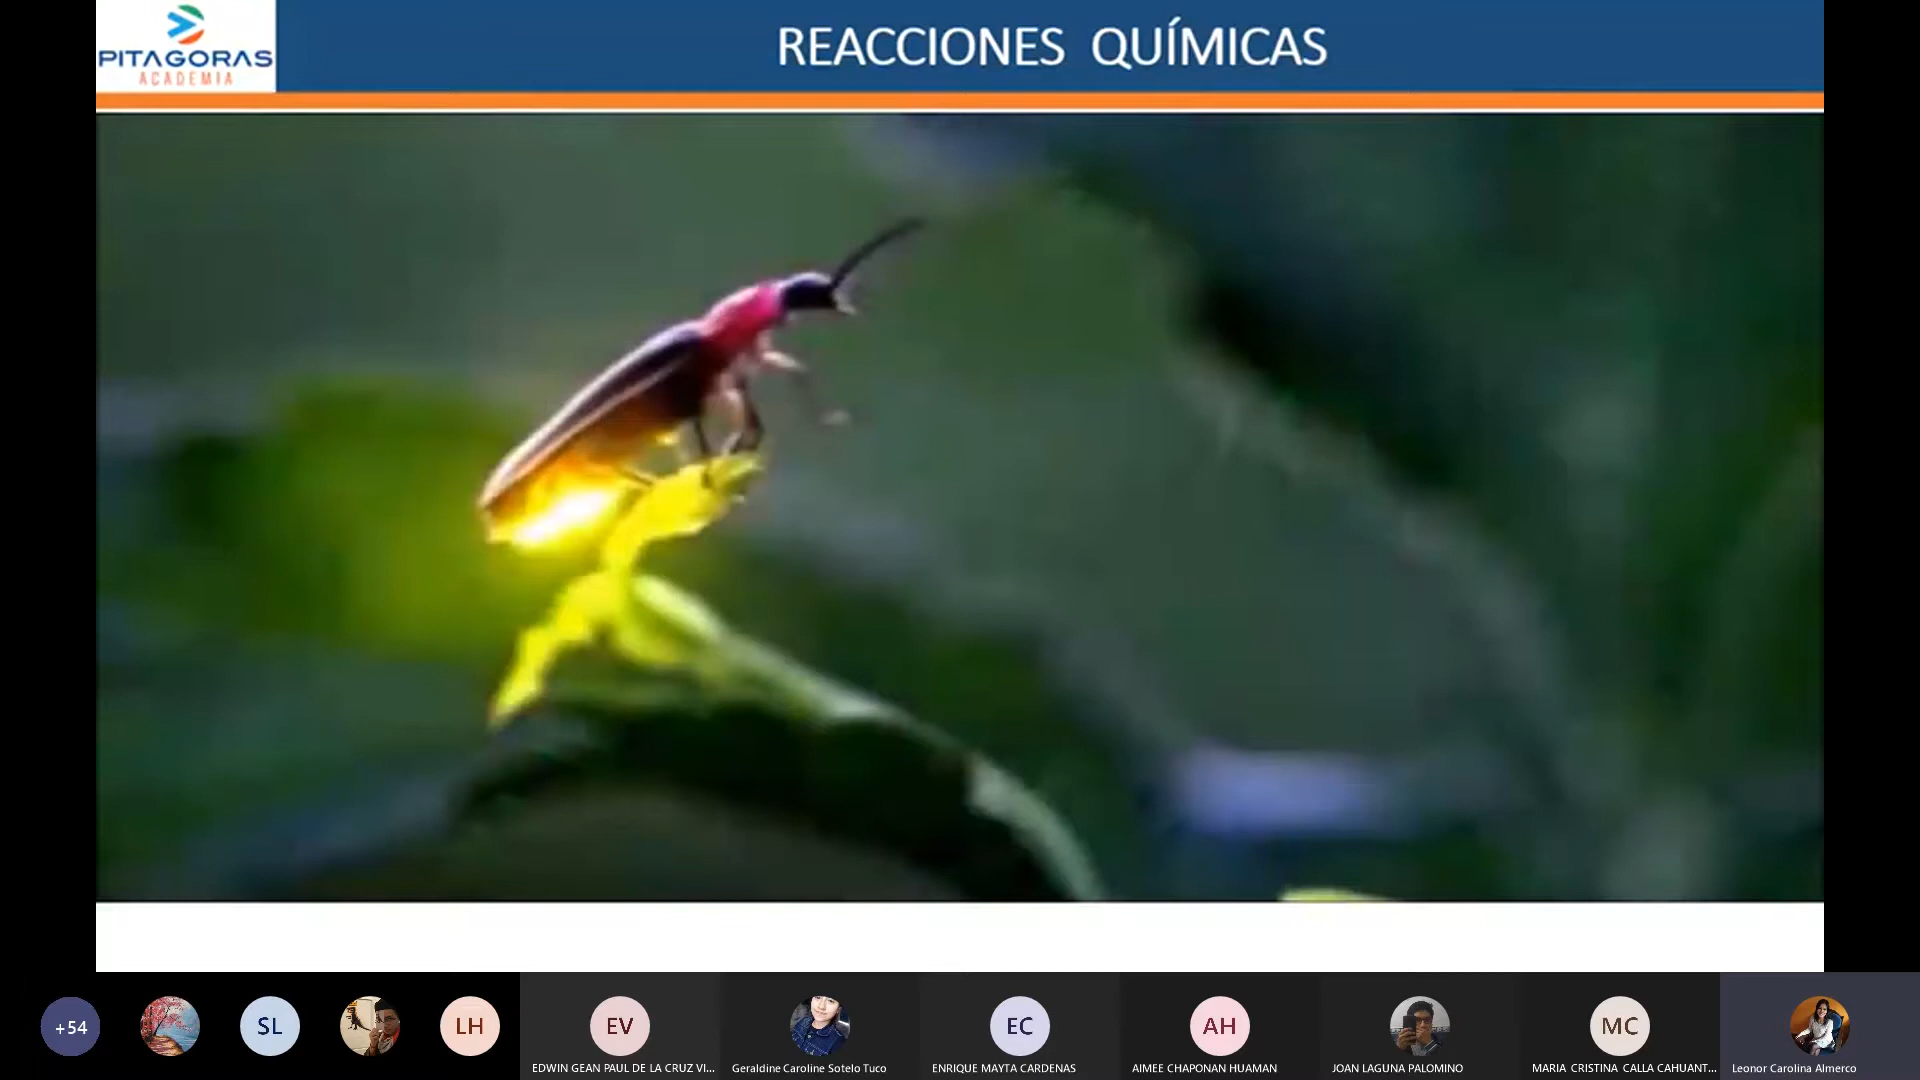 PITAGORAS
ACADEMIA
REACCIONES QUÍMICAS
+54
SL
LH
EV
EC
AH
MC
EDWIN GEAN PAUL DE LA CRUZ VI...
Geraldine Caroline Sotelo Tuco
ENRIQUE MAYTA CARDENAS
AIMEE CHAPONAN HUAMAN
JOAN LAGUNA PALOMINO
MARIA CRISTINA CALLA CAHUANT...
Leonor Carolina Almerco